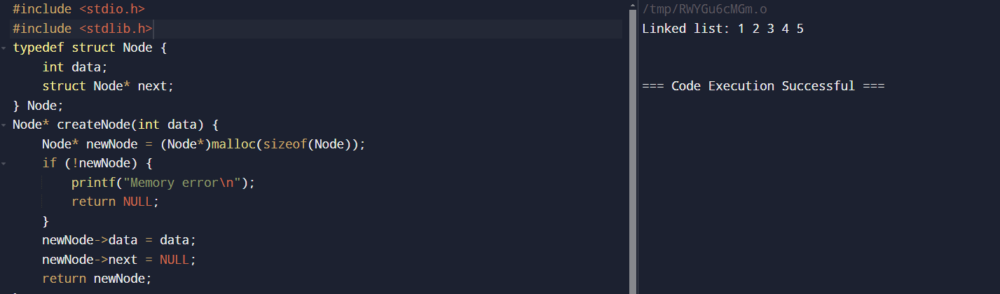 #include <stdio.h>
#include <stdlib.h>
typedef struct Node {
    int data;
    struct Node* next;
} Node;
Node* createNode(int data) {
    Node* newNode = (Node*)malloc(sizeof(Node));
    if (!newNode) {
        printf("Memory error\n");
        return NULL;
    }
    newNode->data = data;
    newNode->next = NULL;
    return newNode;
/tmp/RWYGu6cMGm.o
Linked list: 1 2 3 4 5
=== Code Execution Successful ===